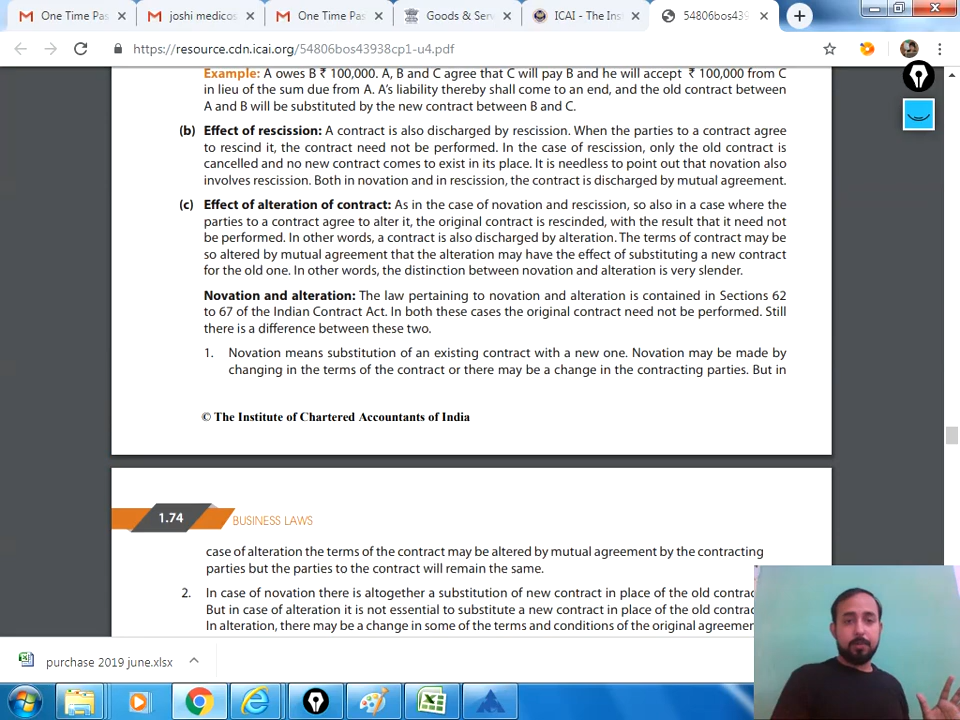 One Time Pas
joshi medicos
One Time Pas
Goods & Serv
ICAI - The Ins
54806bos439
https://resource.cdn.icai.org/54806bos43938cp1-u4.pdf
Example: A owes B ₹ 100,000. A, B and C agree that C will pay B and he will accept ₹ 100,000 from C
in lieu of the sum due from A. A's liability thereby shall come to an end, and the old contract between
A and B will be substituted by the new contract between B and C.
(b) Effect of rescission: A contract is also discharged by rescission. When the parties to a contract agree
to rescind it, the contract need not be performed. In the case of rescission, only the old contract is
cancelled and no new contract comes to exist in its place. It is needless to point out that novation also
involves rescission. Both in novation and in rescission, the contract is discharged by mutual agreement.
(c) Effect of alteration of contract: As in the case of novation and rescission, so also in a case where the
parties to a contract agree to alter it, the original contract is rescinded, with the result that it need not
be performed. In other words, a contract is also discharged by alteration. The terms of contract may be
so altered by mutual agreement that the alteration may have the effect of substituting a new contract
for the old one. In other words, the distinction between novation and alteration is very slender.
Novation and alteration: The law pertaining to novation and alteration is contained in Sections 62
to 67 of the Indian Contract Act. In both these cases the original contract need not be performed. Still
there is a difference between these two.
1. Novation means substitution of an existing contract with a new one. Novation may be made by
changing in the terms of the contract or there may be a change in the contracting parties. But in
© The Institute of Chartered Accountants of India
1.74 BUSINESS LAWS
case of alteration the terms of the contract may be altered by mutual agreement by the contracting
parties but the parties to the contract will remain the same.
2. In case of novation there is altogether a substitution of new contract in place of the old contrac
But in case of alteration it is not essential to substitute a new contract in place of the old contrac
In alteration, there may be a change in some of the terms and conditions of the original agreemen
purchase 2019 june.xlsx